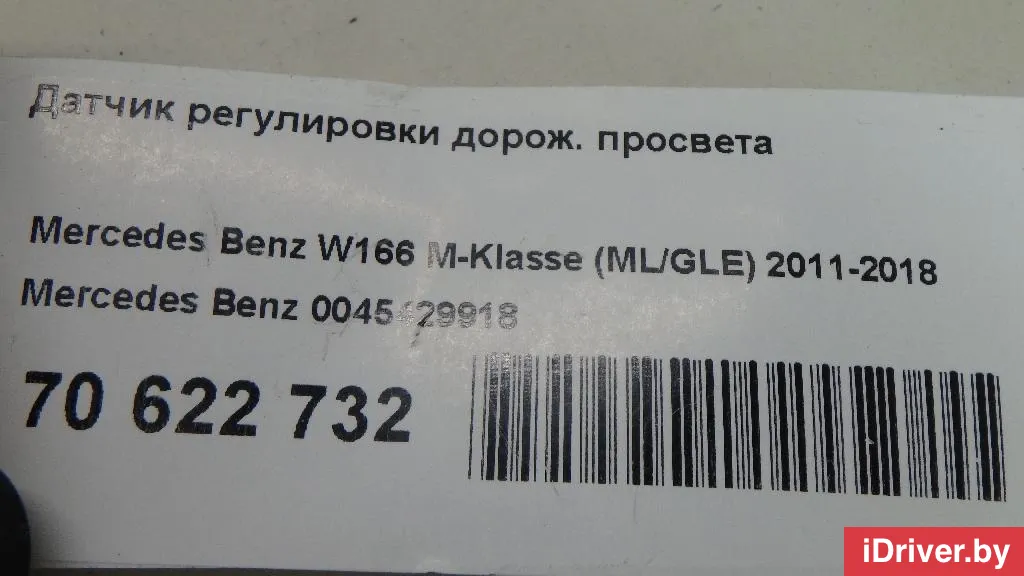 Датчик регулировки дорож. просвета
Mercedes Benz W166 M-Klasse (ML/GLE) 2011-2018
Mercedes Benz 0045429918
70 622 732
iDriver.by